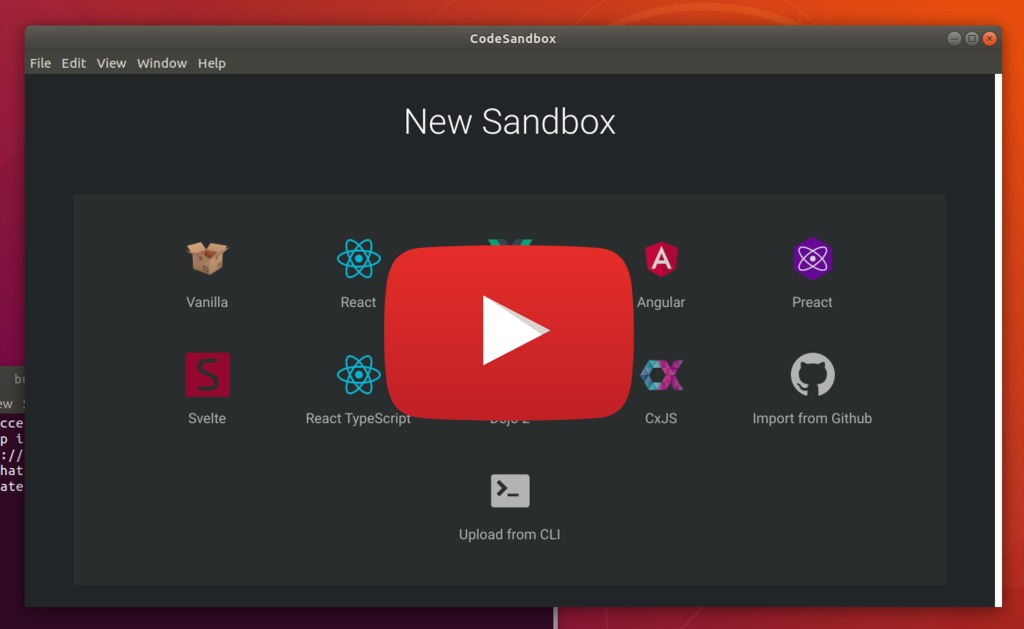 CodeSandbox
File Edit View Window Help
New Sandbox
Vanilla React Angular Preact
Svelte React TypeScript CxJS Import from Github
Upload from CLI